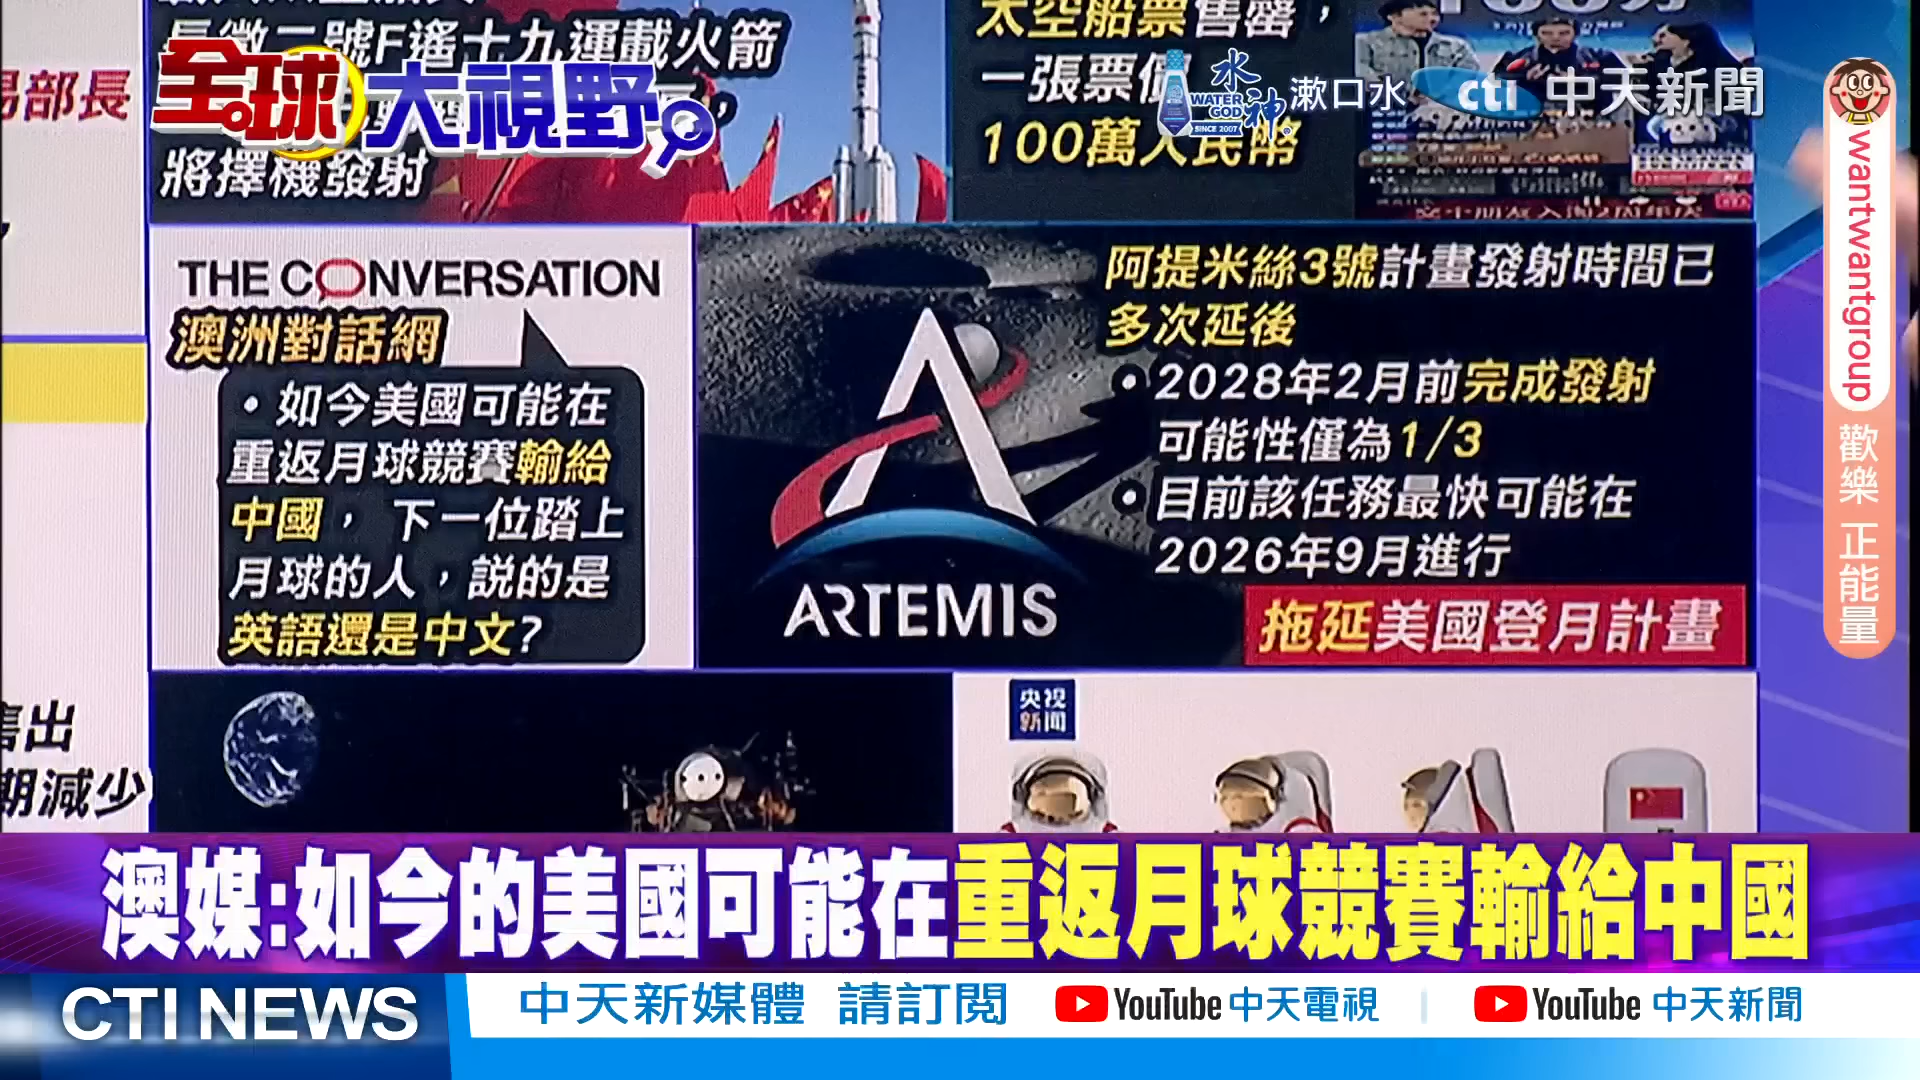 長徵二號F遙十九運載火箭
將擇機發射
全球大視野
易部長
太空船票售罄，
一張票價
100萬人民幣
水神
WATER GOD
SINCE 2007
漱口水
cti 中天新聞
wantwantgroup
歡樂 正能量
THE CONVERSATION
澳洲對話網
・如今美國可能在
重返月球競賽輸給
中國， 下一位踏上
月球的人，説的是
英語還是中文?
阿提米絲3號計畫發射時間已
多次延後
・2028年2月前完成發射
可能性僅為1/3
・目前該任務最快可能在
2026年9月進行
ARTEMIS
拖延美國登月計畫
售出
期減少
央视
新闻
澳媒:如今的美國可能在重返月球競賽輸給中國
CTI NEWS
中天新媒體 請訂閱 YouTube 中天電視 | YouTube 中天新聞